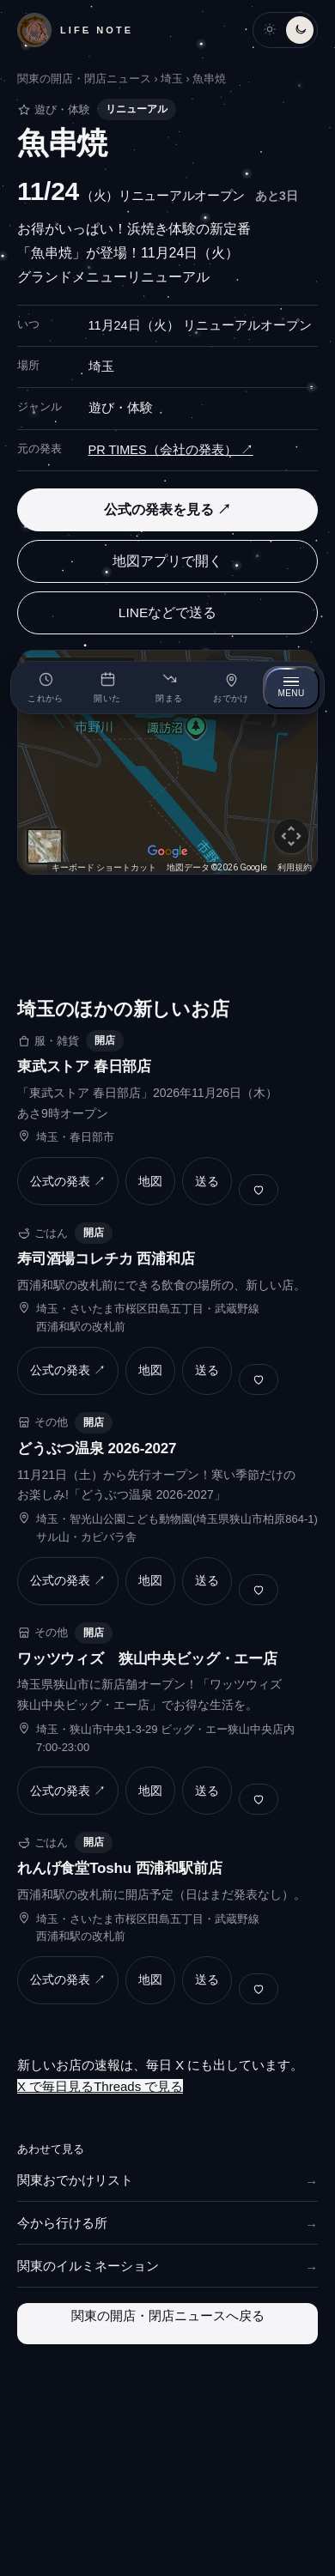 LIFE NOTE
関東の開店・閉店ニュース › 埼玉 › 魚串焼
遊び・体験 リニューアル
魚串焼
11/24（火）リニューアルオープン あと3日
お得がいっぱい！浜焼き体験の新定番
「魚串焼」が登場！11月24日（火）
グランドメニューリニューアル
いつ 11月24日（火） リニューアルオープン
場所 埼玉
ジャンル 遊び・体験
元の発表 PR TIMES（会社の発表） ↗
公式の発表を見る ↗
地図アプリで開く
LINEなどで送る
これから 開いた 閉まる おでかけ MENU
市野川 諏訪沼
市野
Google
キーボード ショートカット 地図データ ©2026 Google 利用規約
埼玉のほかの新しいお店
服・雑貨 開店
東武ストア 春日部店
「東武ストア 春日部店」2026年11月26日（木）
あさ9時オープン
埼玉・春日部市
公式の発表 ↗ 地図 送る
ごはん 開店
寿司酒場コレチカ 西浦和店
西浦和駅の改札前にできる飲食の場所の、新しい店。
埼玉・さいたま市桜区田島五丁目・武蔵野線
西浦和駅の改札前
公式の発表 ↗ 地図 送る
その他 開店
どうぶつ温泉 2026-2027
11月21日（土）から先行オープン！寒い季節だけの
お楽しみ!「どうぶつ温泉 2026-2027」
埼玉・智光山公園こども動物園(埼玉県狭山市柏原864-1)
サル山・カピバラ舎
公式の発表 ↗ 地図 送る
その他 開店
ワッツウィズ　狭山中央ビッグ・エー店
埼玉県狭山市に新店舗オープン！「ワッツウィズ
狭山中央ビッグ・エー店」でお得な生活を。
埼玉・狭山市中央1-3-29 ビッグ・エー狭山中央店内
7:00-23:00
公式の発表 ↗ 地図 送る
ごはん 開店
れんげ食堂Toshu 西浦和駅前店
西浦和駅の改札前に開店予定（日はまだ発表なし）。
埼玉・さいたま市桜区田島五丁目・武蔵野線
西浦和駅の改札前
公式の発表 ↗ 地図 送る
新しいお店の速報は、毎日 X にも出しています。
X で毎日見るThreads で見る
あわせて見る
関東おでかけリスト →
今から行ける所 →
関東のイルミネーション →
関東の開店・閉店ニュースへ戻る